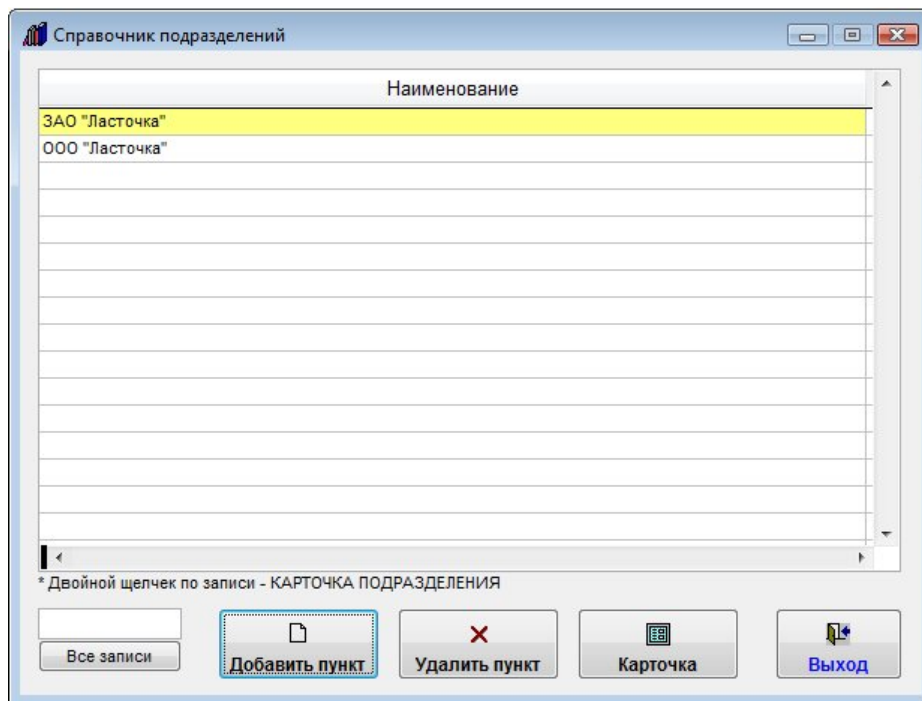 Справочник подразделений
Наименование
ЗАО "Ласточка"
ООО "Ласточка"
* Двойной щелчек по записи - КАРТОЧКА ПОДРАЗДЕЛЕНИЯ
Все записи
Добавить пункт
Удалить пункт
Карточка
Выход